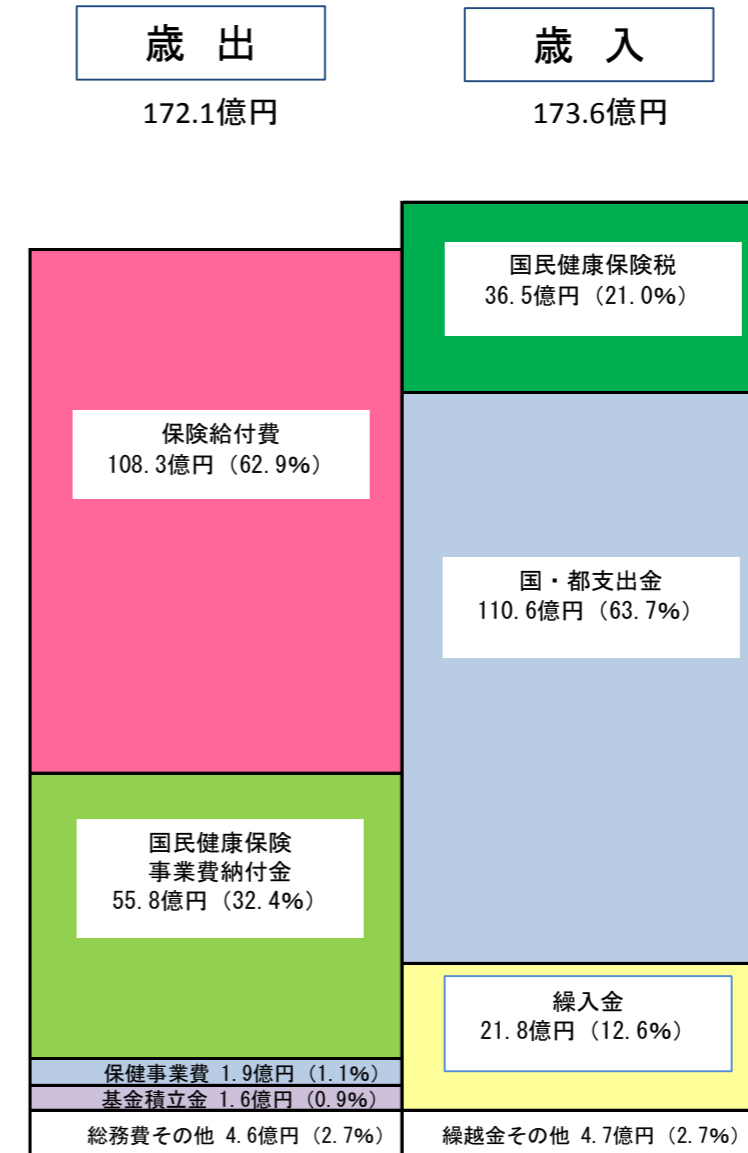 歳 出
172.1億円
保険給付費
108.3億円（62.9%）
国民健康保険
事業費納付金
55.8億円（32.4%）
保健事業費 1.9億円（1.1%）
基金積立金 1.6億円（0.9%）
総務費その他 4.6億円（2.7%）
歳 入
173.6億円
国民健康保険税
36.5億円（21.0%）
国・都支出金
110.6億円（63.7%）
繰入金
21.8億円（12.6%）
繰越金その他 4.7億円（2.7%）